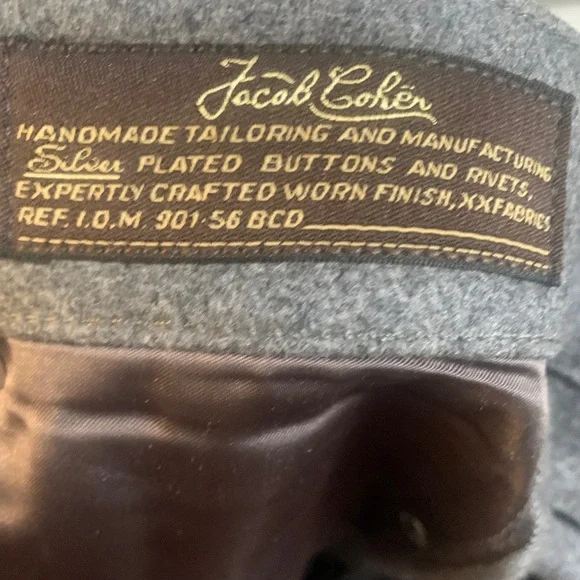 Jacob Cohën
HANDMADE TAILORING AND MANUFACTURING
Silver PLATED BUTTONS AND RIVETS,
EXPERTLY CRAFTED WORN FINISH, XXFABRICS
REF. I.D.M. 901-56 BCD